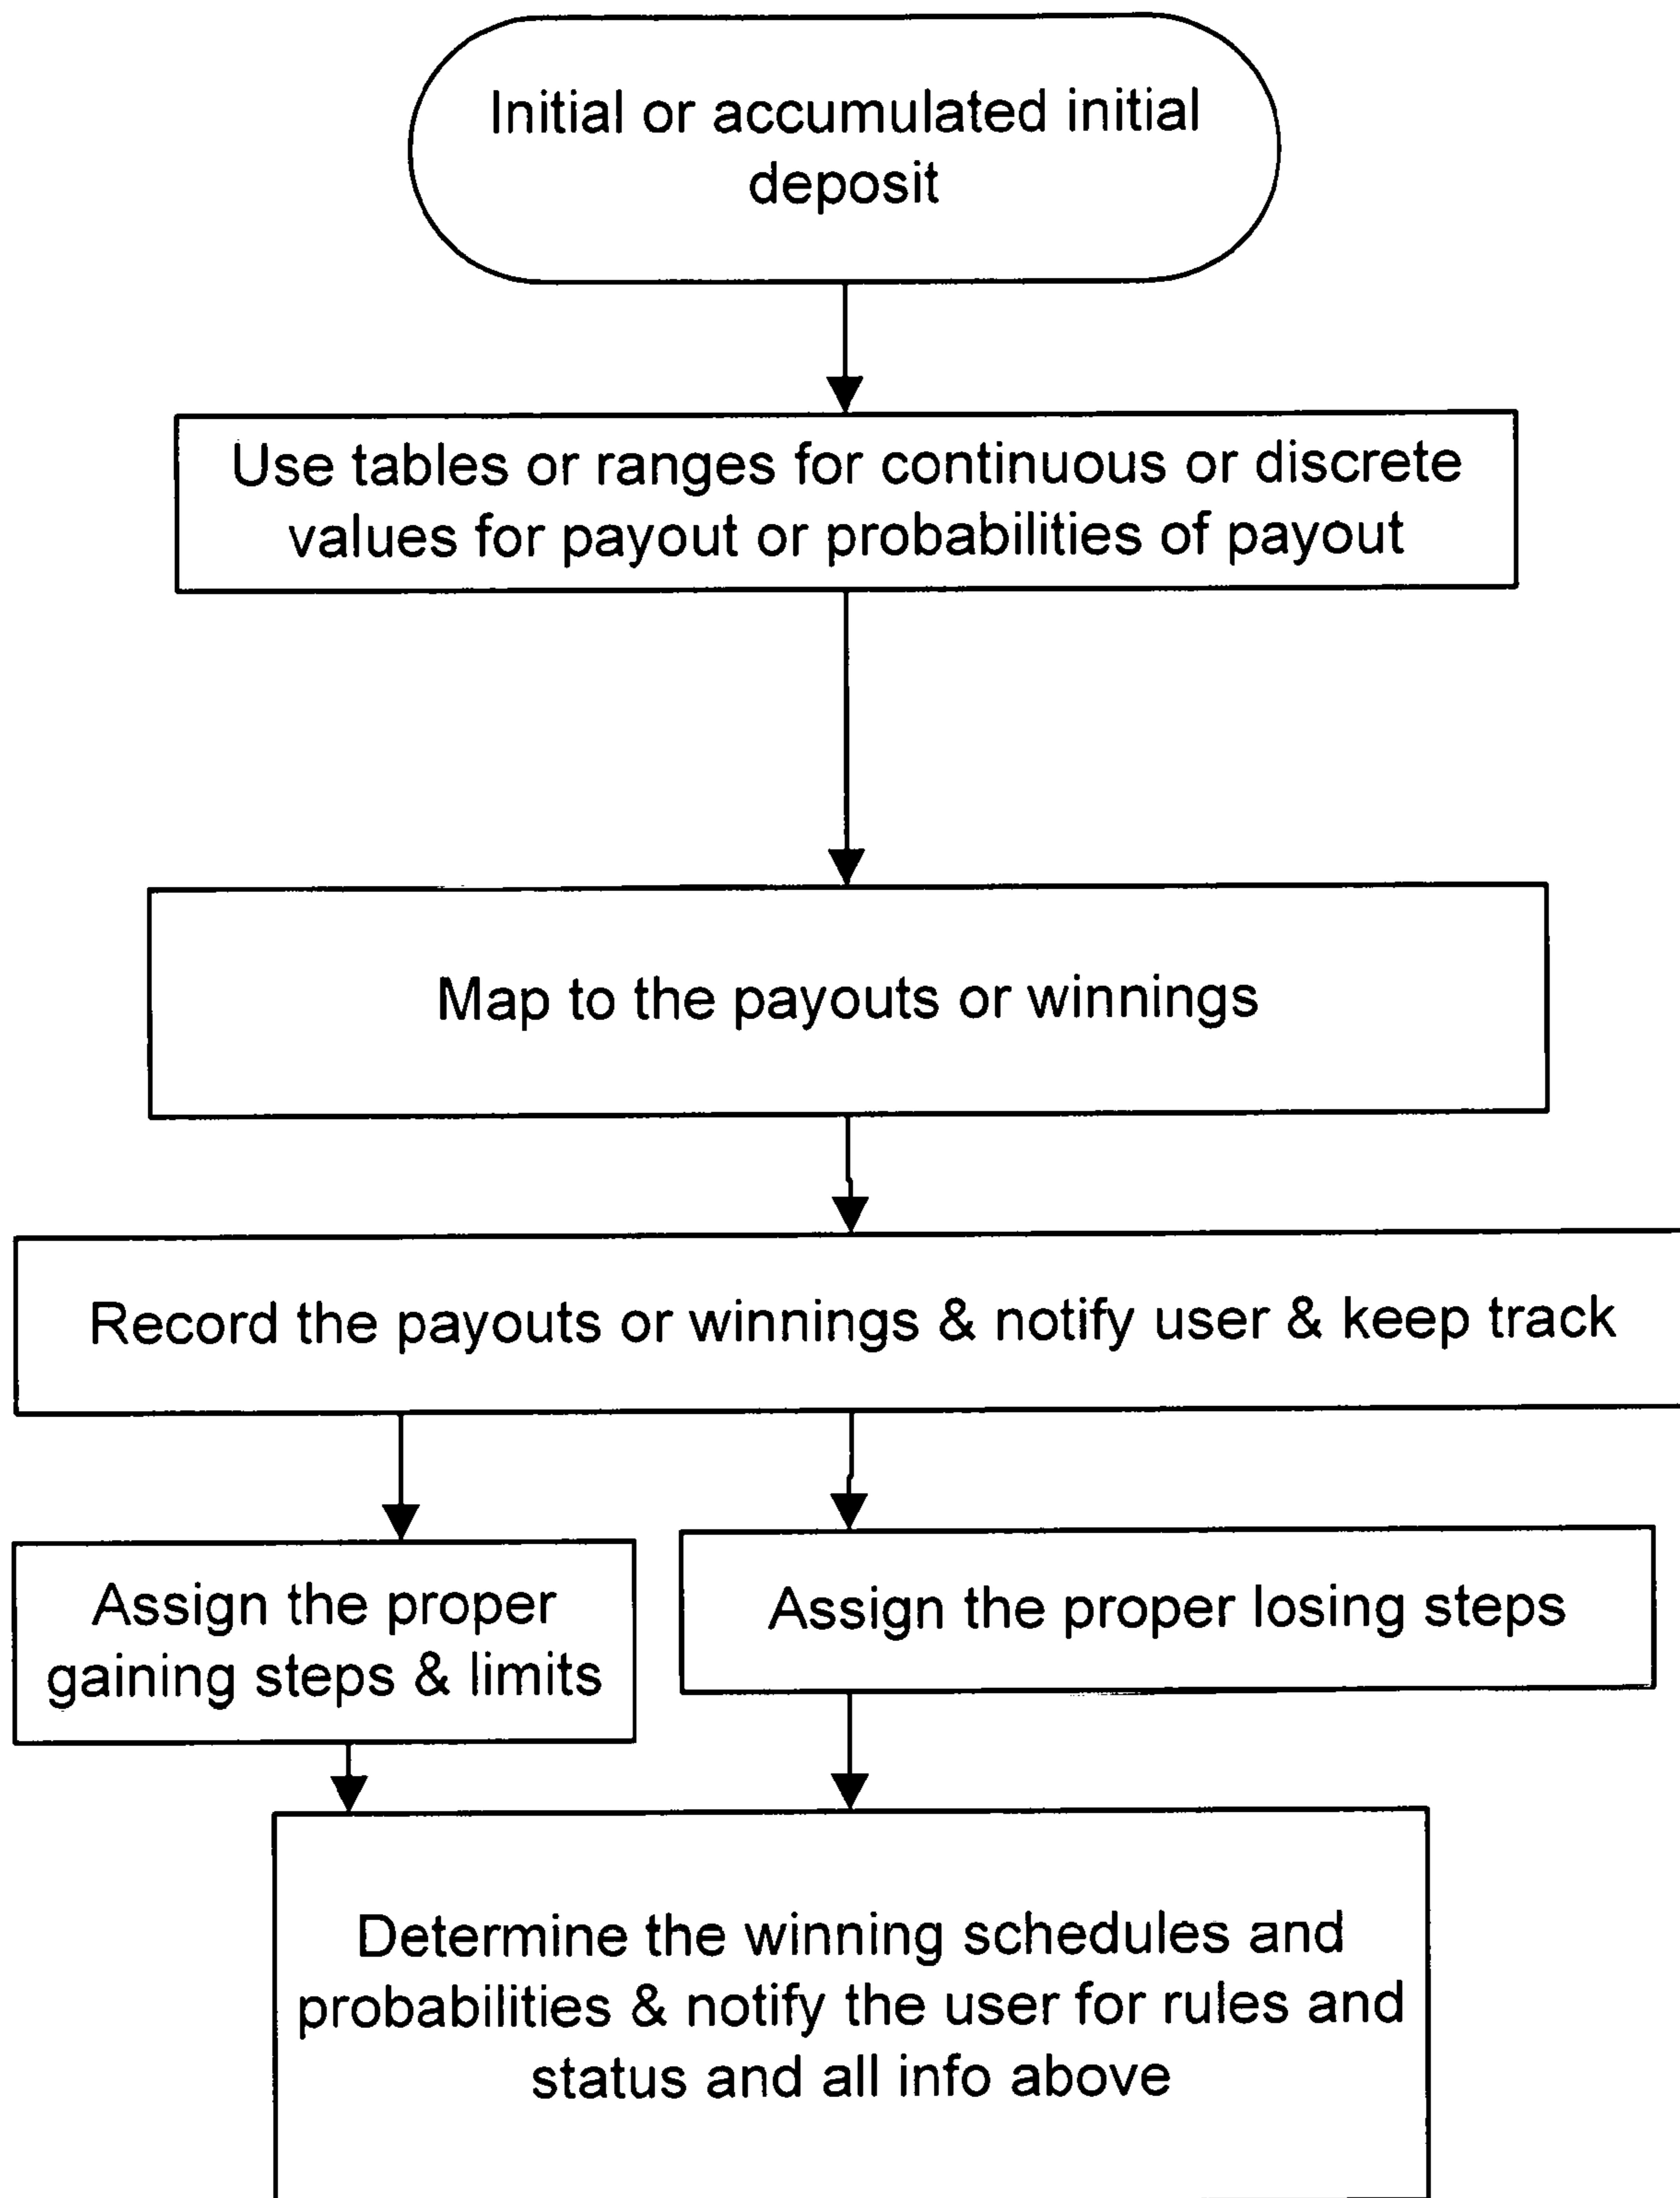 Initial or accumulated initial
deposit
Use tables or ranges for continuous or discrete
values for payout or probabilities of payout
Map to the payouts or winnings
Record the payouts or winnings & notify user & keep track
Assign the proper
gaining steps & limits
Assign the proper losing steps
Determine the winning schedules and
probabilities & notify the user for rules and
status and all info above